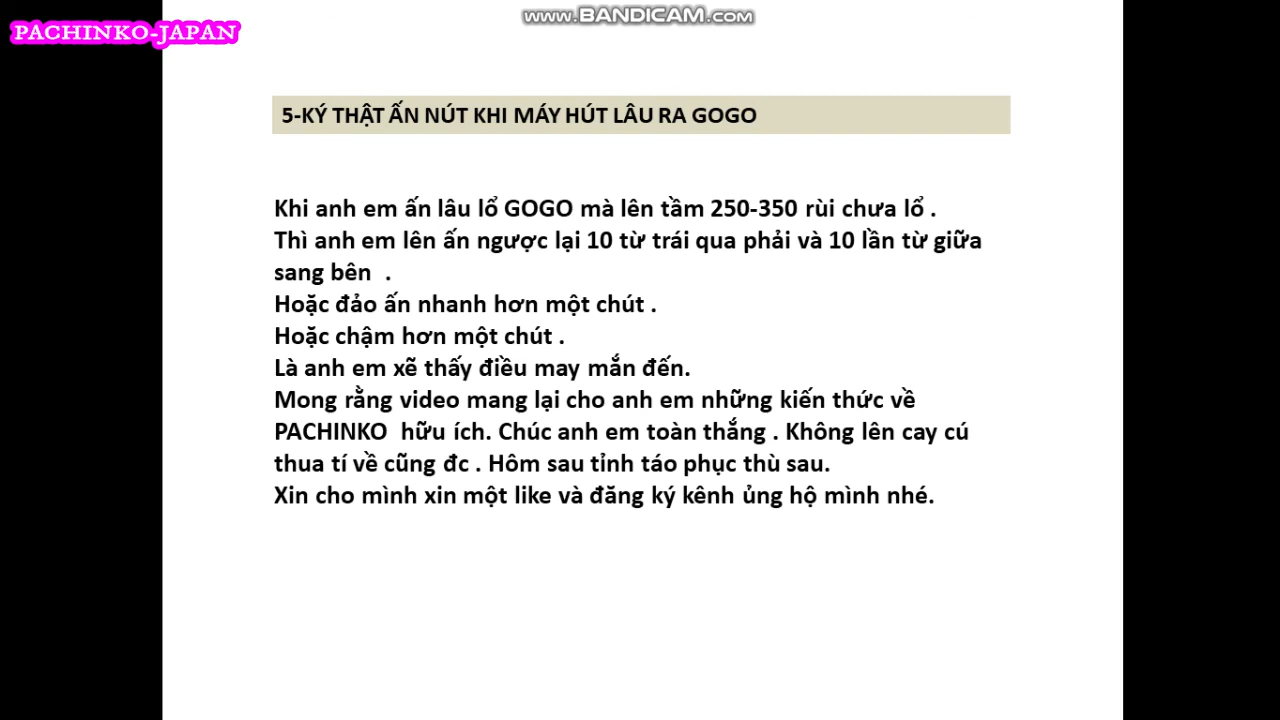 PACHINKO-JAPAN
WWW.BANDICAM.COM
5-KÝ THẬT ẤN NÚT KHI MÁY HÚT LÂU RA GOGO
Khi anh em ấn lâu lổ GOGO mà lên tầm 250-350 rùi chưa lổ .
Thì anh em lên ấn ngược lại 10 từ trái qua phải và 10 lần từ giữa
sang bên .
Hoặc đảo ấn nhanh hơn một chút .
Hoặc chậm hơn một chút .
Là anh em xẽ thấy điều may mắn đến.
Mong rằng video mang lại cho anh em những kiến thức về
PACHINKO hữu ích. Chúc anh em toàn thắng . Không lên cay cú
thua tí về cũng đc . Hôm sau tỉnh táo phục thù sau.
Xin cho mình xin một like và đăng ký kênh ủng hộ mình nhé.